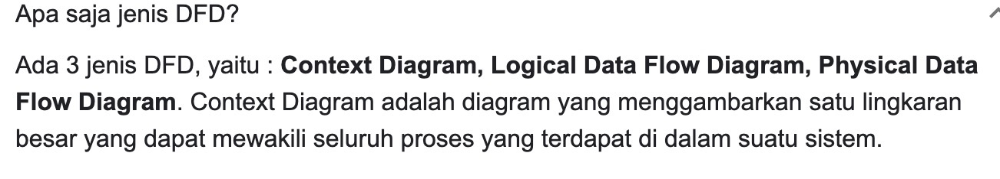 Apa saja jenis DFD?
Ada 3 jenis DFD, yaitu : Context Diagram, Logical Data Flow Diagram, Physical Data
Flow Diagram. Context Diagram adalah diagram yang menggambarkan satu lingkaran
besar yang dapat mewakili seluruh proses yang terdapat di dalam suatu sistem.